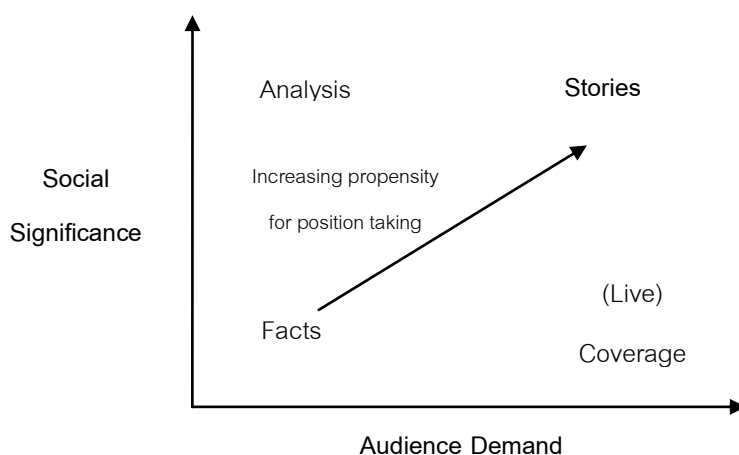 Analysis
Stories
Social
Significance
Increasing propensity
for position taking
Facts
(Live)
Coverage
Audience Demand